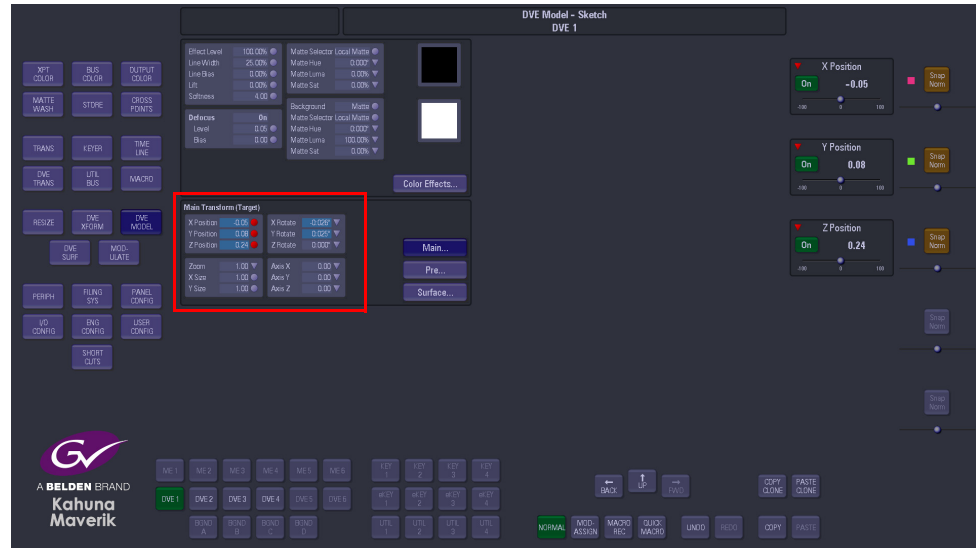 DVE Model - Sketch
DVE 1
XPT COLOR
BUS COLOR
OUTPUT COLOR
MATTE WASH
STORE
CROSS POINTS
TRANS
KEYER
TIME LINE
DVE TRANS
UTIL BUS
MACRO
RESIZE
DVE XFORM
DVE MODEL
DVE SURF
MOD-ULATE
PERIPH
FILING SYS
PANEL CONFIG
I/O CONFIG
ENG CONFIG
USER CONFIG
SHORT CUTS
Effect Level 100.00%
Line Width 25.00%
Line Bias 0.00%
Lift 0.00%
Softness 4.00
Defocus On
Level 0.05
Bias 0.00
Matte Selector Local Matte
Matte Hue 0.000°
Matte Luma 0.00%
Matte Sat 0.00%
Background Matte
Matte Selector Local Matte
Matte Hue 0.000°
Matte Luma 100.00%
Matte Sat 0.00%
Color Effects...
Main Transform (Target)
X Position -0.05
Y Position 0.08
Z Position 0.24
X Rotate -0.026°
Y Rotate 0.025°
Z Rotate 0.000°
Zoom 1.00
X Size 1.00
Y Size 1.00
Axis X 0.00
Axis Y 0.00
Axis Z 0.00
Main...
Pre...
Surface...
X Position
On -0.05
-100 0 100
Snap Norm
Y Position
On 0.08
-100 0 100
Snap Norm
Z Position
On 0.24
-100 0 100
Snap Norm
Snap Norm
Snap Norm
GV
A BELDEN BRAND
Kahuna
Maverik
ME 1 ME 2 ME 3 ME 4 ME 5 ME 6
DVE 1 DVE 2 DVE 3 DVE 4 DVE 5 DVE 6
BGND A BGND B BGND C BGND D
KEY 1 KEY 2 KEY 3 KEY 4
eKEY 1 eKEY 2 eKEY 3 eKEY 4
UTIL 1 UTIL 2 UTIL 3 UTIL 4
BACK UP FWD
COPY CLONE PASTE CLONE
NORMAL MOD-ASSIGN MACRO REC QUICK MACRO UNDO REDO COPY PASTE